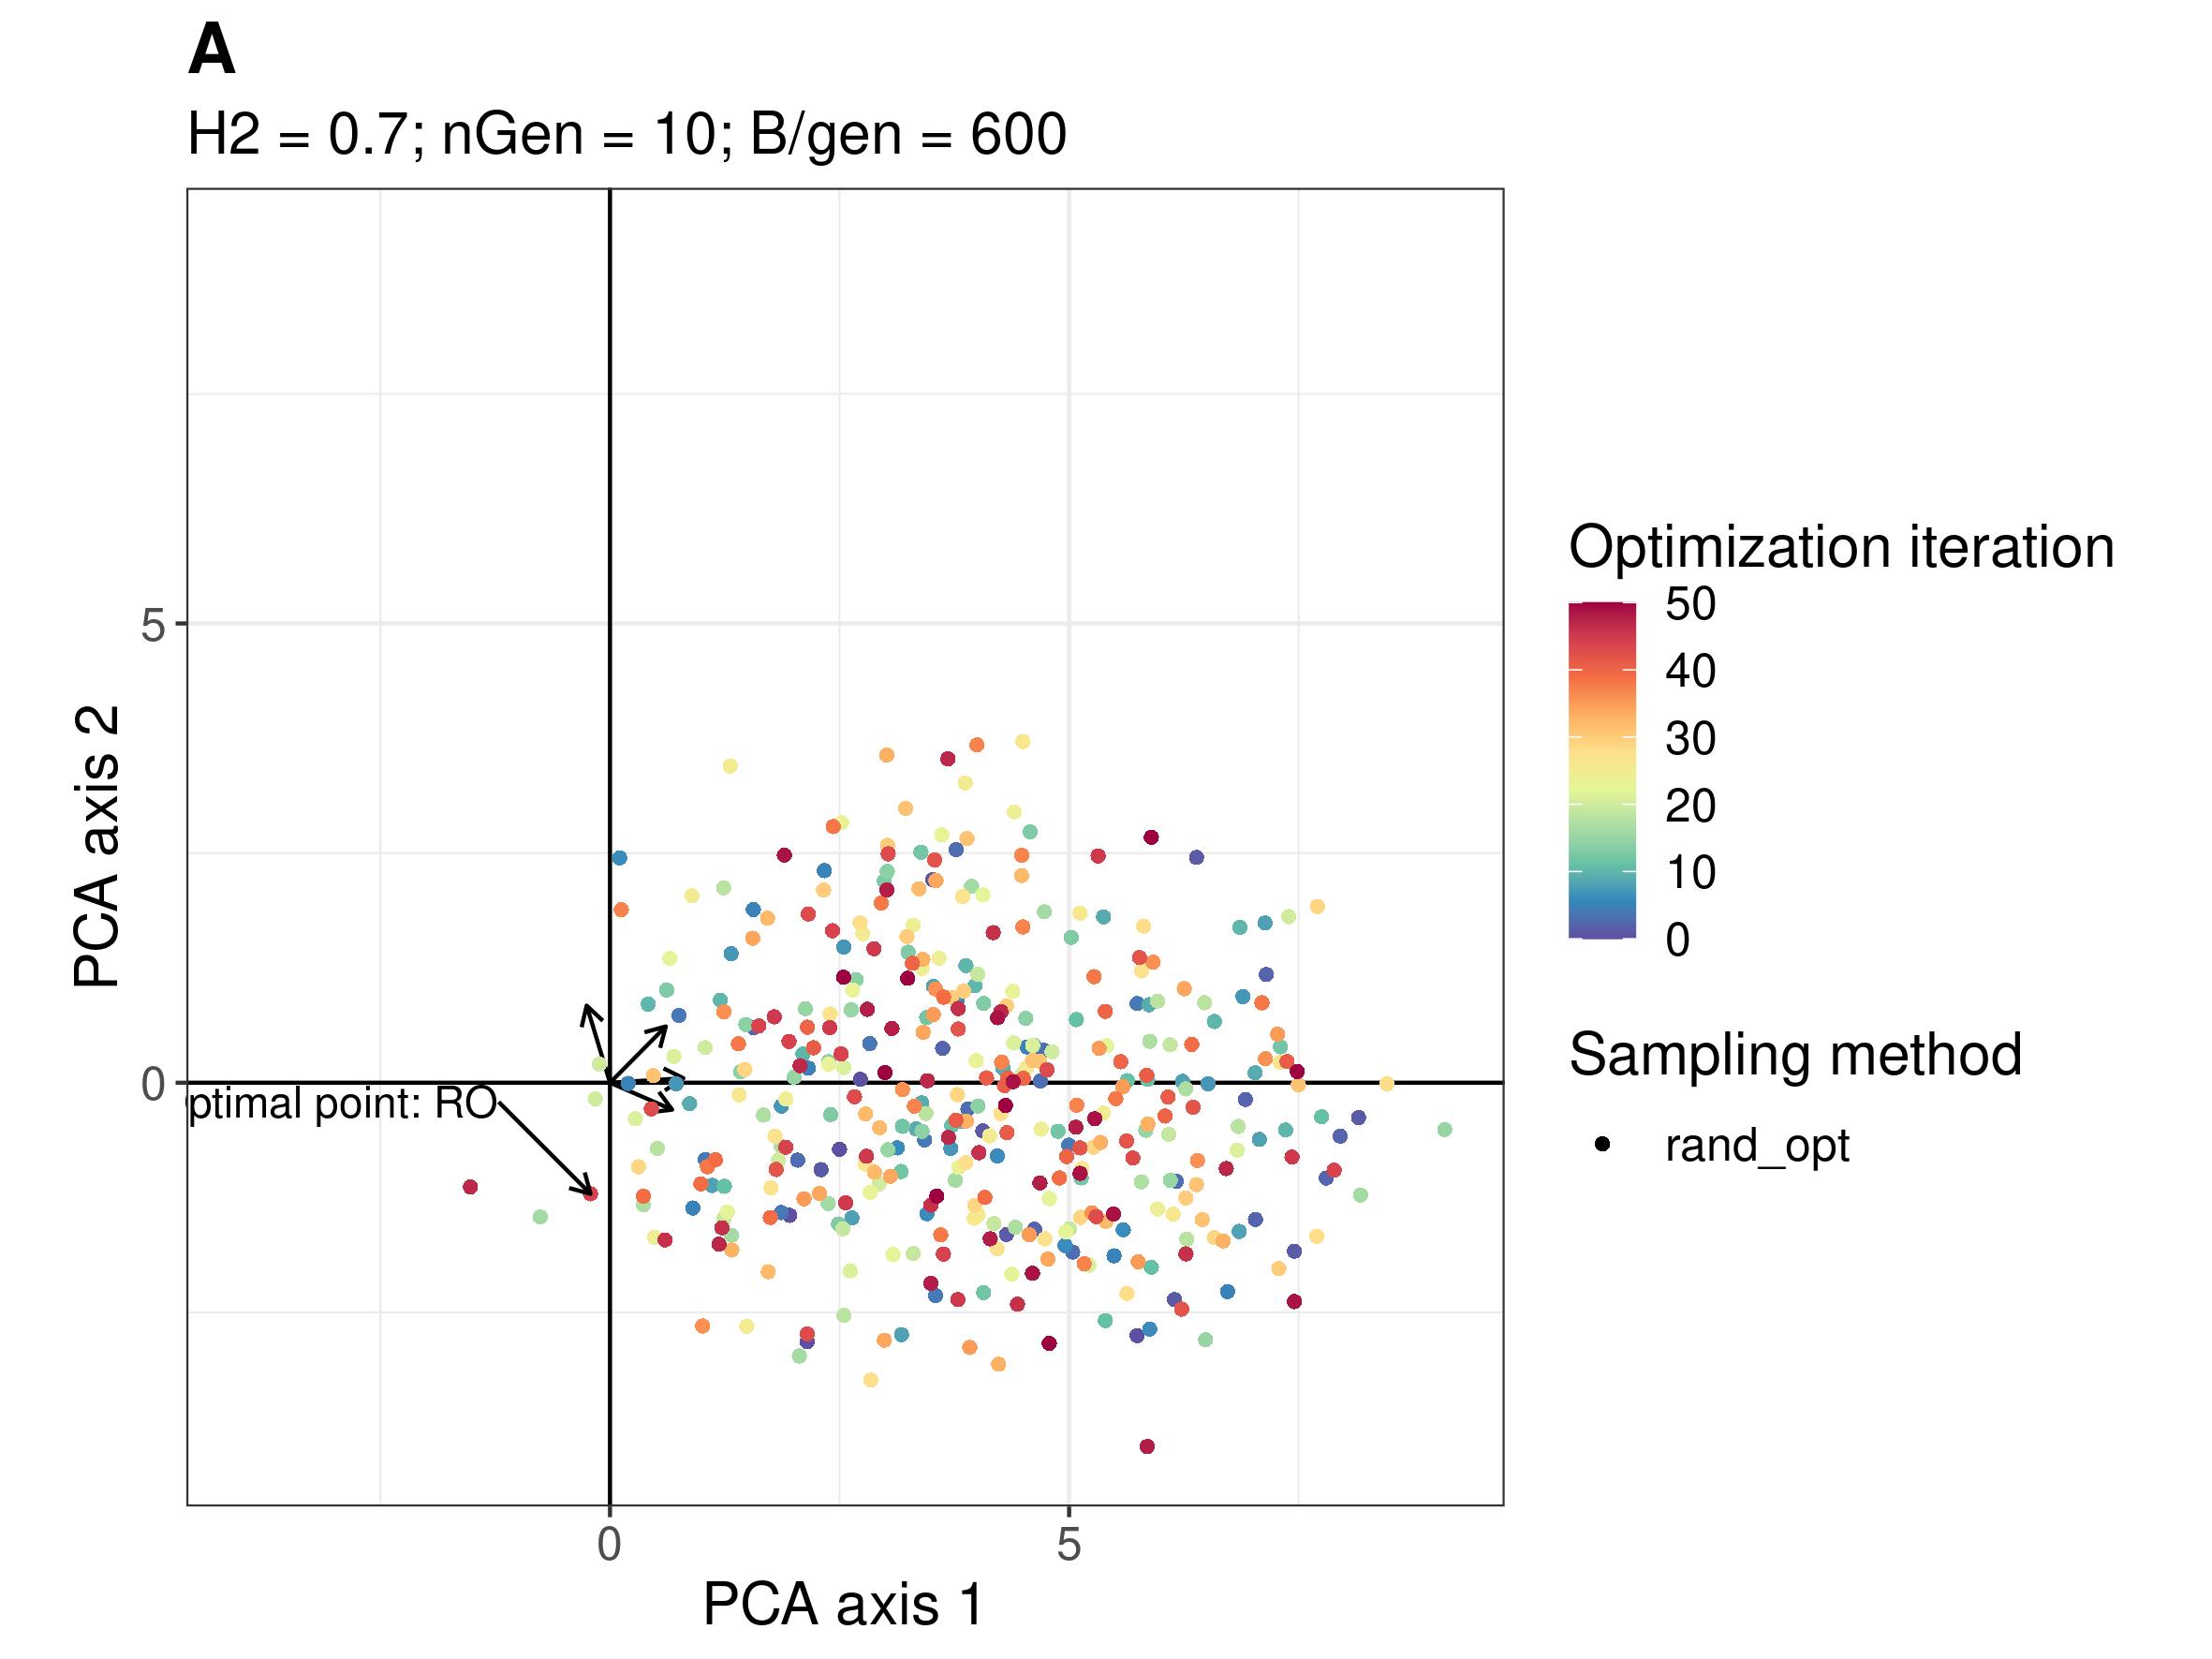 A
H2 = 0.7; nGen = 10; B/gen = 600
PCA axis 2
5
0
ptimal point: RO
0
5
PCA axis 1
Optimization iteration
50
40
30
20
10
0
Sampling method
rand_opt